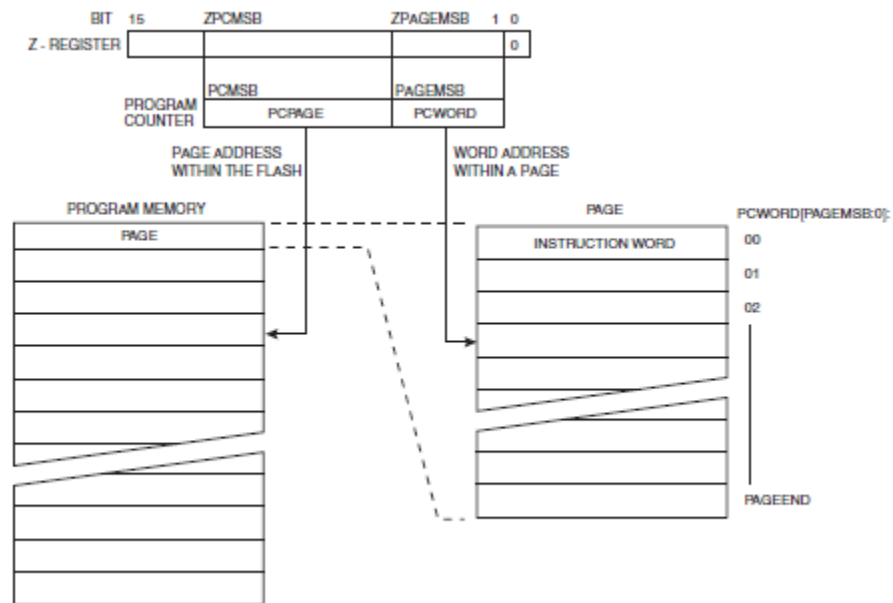 BIT 15 ZPCMSB ZPAGEMSB 1 0
Z - REGISTER 0
PCMSB PAGEMSB
PROGRAM COUNTER PCPAGE PCWORD
PAGE ADDRESS WITHIN THE FLASH
WORD ADDRESS WITHIN A PAGE
PROGRAM MEMORY
PAGE
PAGE PCWORD[PAGEMSB:0]:
INSTRUCTION WORD 00
01
02
PAGEEND